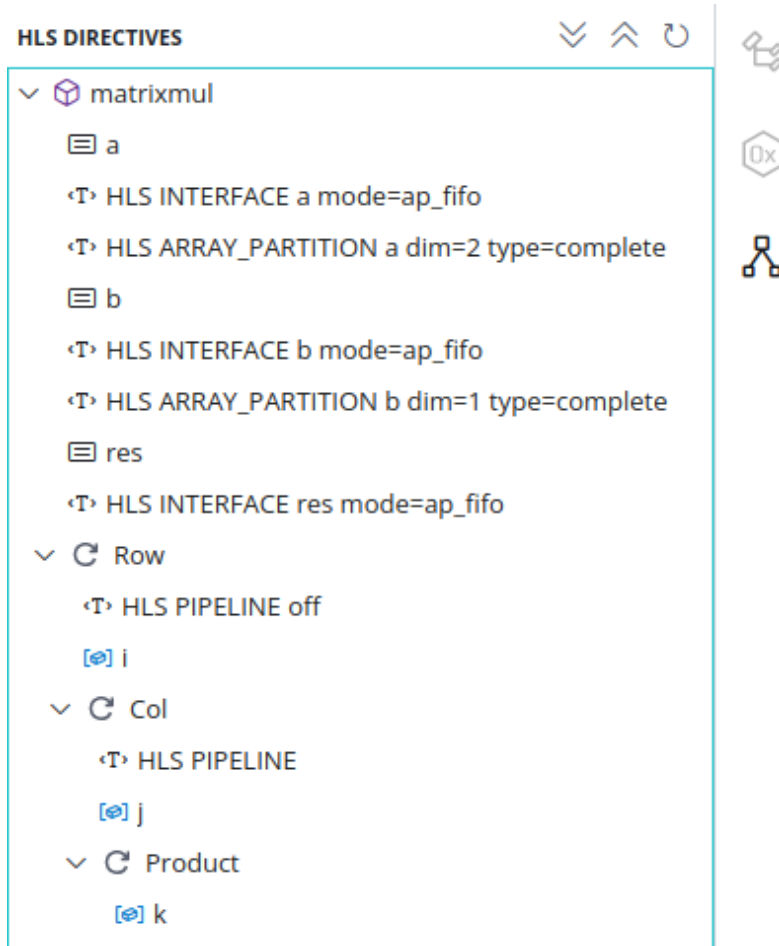 HLS DIRECTIVES
matrixmul
a
HLS INTERFACE a mode=ap_fifo
HLS ARRAY_PARTITION a dim=2 type=complete
b
HLS INTERFACE b mode=ap_fifo
HLS ARRAY_PARTITION b dim=1 type=complete
res
HLS INTERFACE res mode=ap_fifo
Row
HLS PIPELINE off
i
Col
HLS PIPELINE
j
Product
k
0x